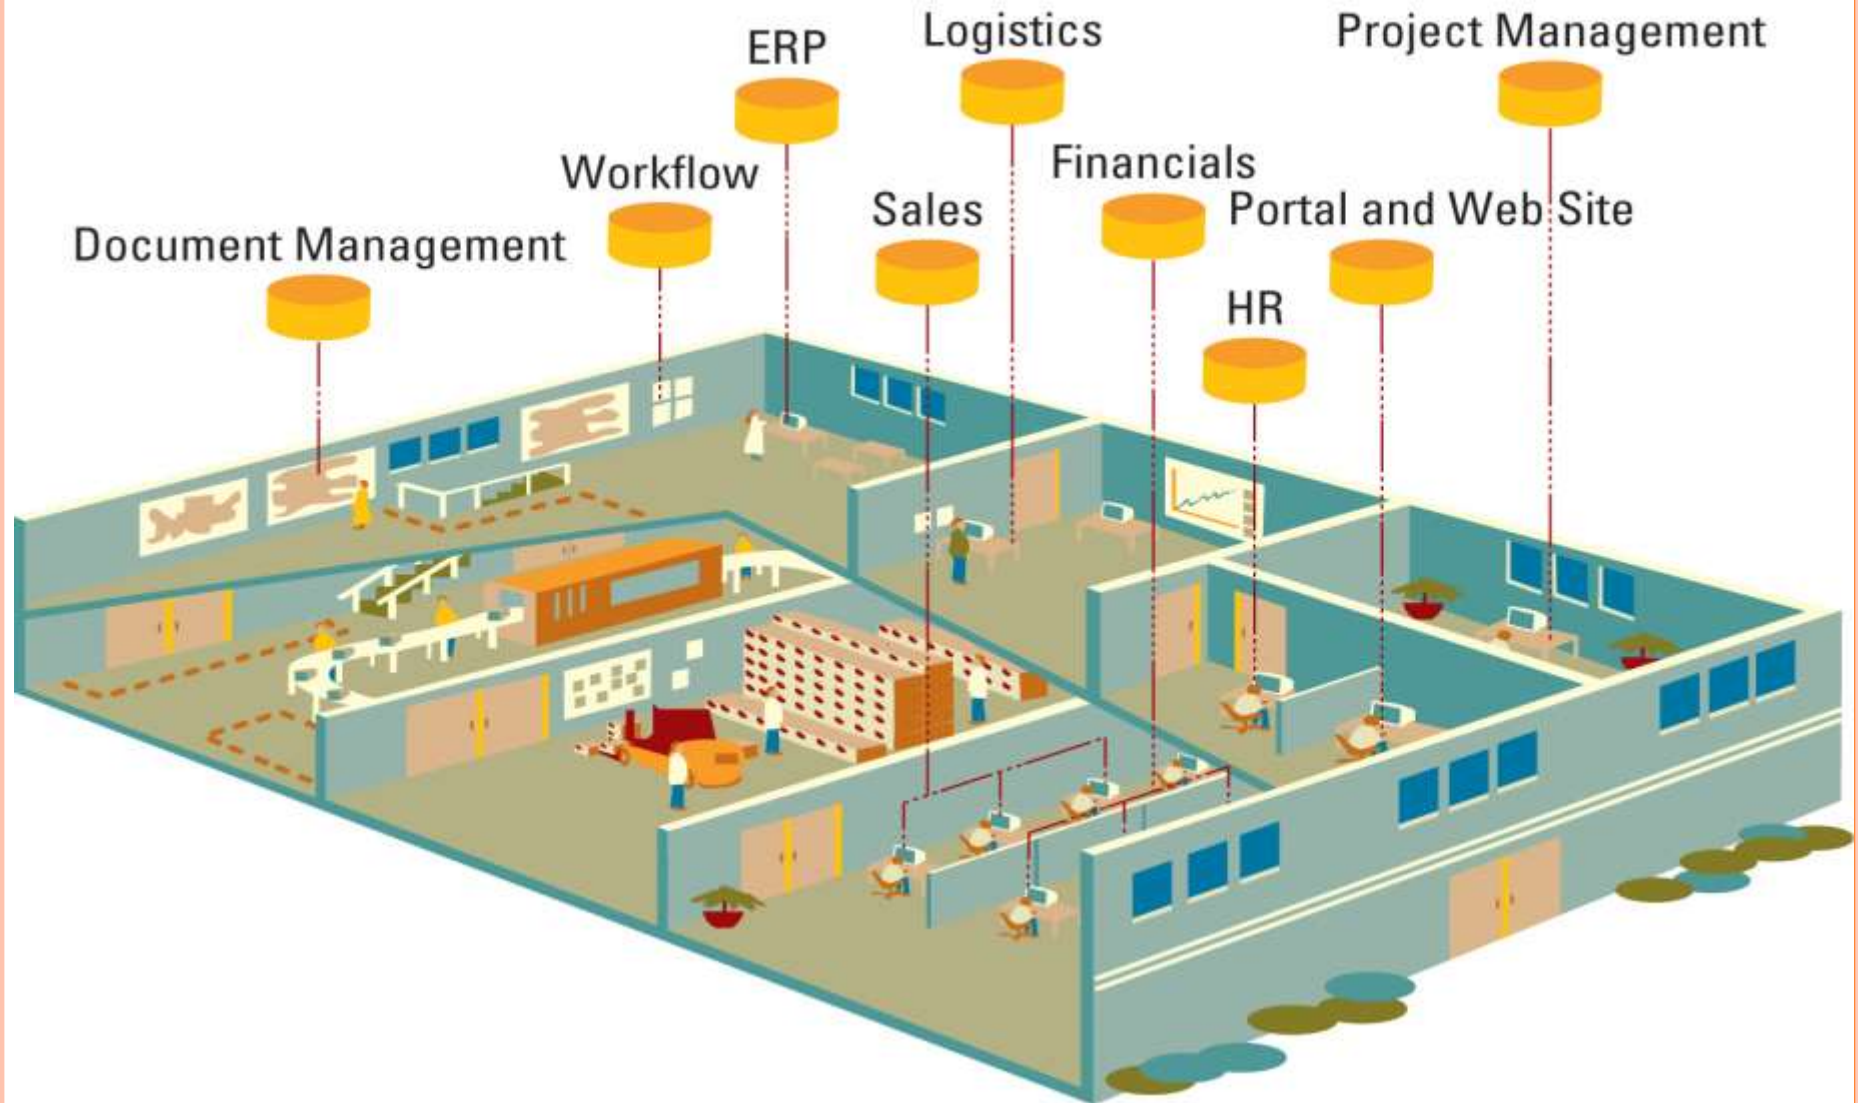 Logistics
Project Management
ERP
Financials
Workflow
Sales
Portal and Web Site
Document Management
HR